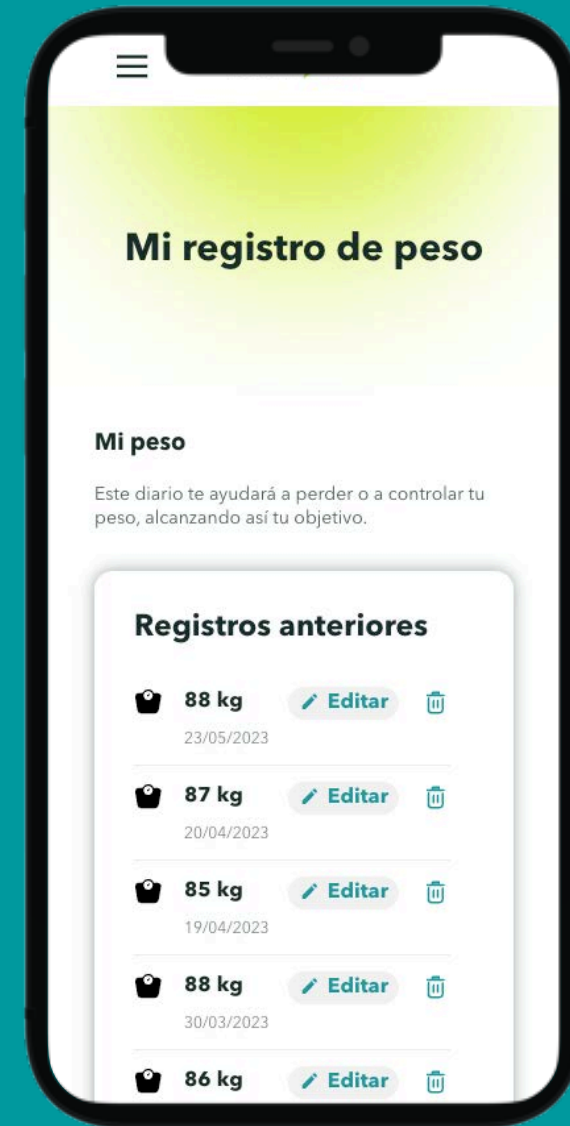 Mi registro de peso
Mi peso
Este diario te ayudará a perder o a controlar tu
peso, alcanzando así tu objetivo.
Registros anteriores
88 kg Editar
23/05/2023
87 kg Editar
20/04/2023
85 kg Editar
19/04/2023
88 kg Editar
30/03/2023
86 kg Editar